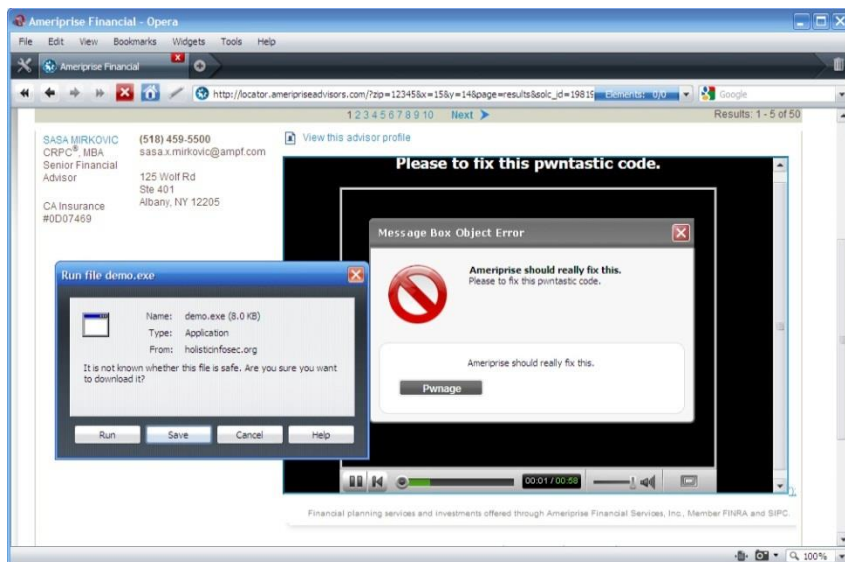 Ameriprise Financial - Opera
File Edit View Bookmarks Widgets Tools Help
Ameriprise Financial
http://locator.ameripriseadvisors.com/?zip=12345&x=15&y=14&page=results&solc_id=19819 Elements: 0/0 Google
1 2 3 4 5 6 7 8 9 10 Next Results: 1 - 5 of 50
SASA MIRKOVIC
CRPC®, MBA
Senior Financial
Advisor
CA Insurance
#0D07469
(518) 459-5500
sasa.x.mirkovic@ampf.com
125 Wolf Rd
Ste 401
Albany, NY 12205
View this advisor profile
Please to fix this pwntastic code.
Message Box Object Error
Ameriprise should really fix this.
Please to fix this pwntastic code.
Ameriprise should really fix this.
Pwnage
Run file demo.exe
Name: demo.exe (8.0 KB)
Type: Application
From: holisticinfosec.org
It is not known whether this file is safe. Are you sure you want
to download it?
Run Save Cancel Help
00:01 / 00:58
Financial planning services and investments offered through Ameriprise Financial Services, Inc., Member FINRA and SIPC.
100%